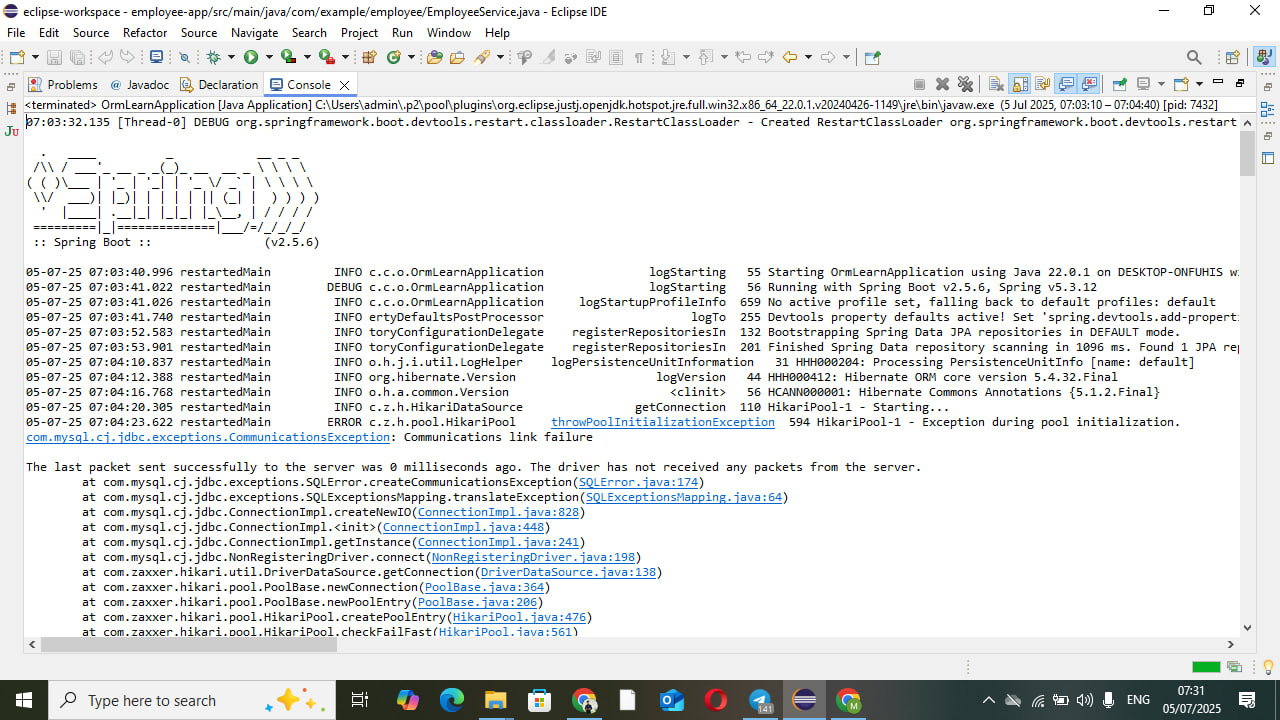 eclipse-workspace - employee-app/src/main/java/com/example/employee/EmployeeService.java - Eclipse IDE
File Edit Source Refactor Source Navigate Search Project Run Window Help
Problems @ Javadoc Declaration Console
<terminated> OrmLearnApplication [Java Application] C:\Users\admin\.p2\pool\plugins\org.eclipse.justj.openjdk.hotspot.jre.full.win32.x86_64_22.0.1.v20240426-1149\jre\bin\javaw.exe (5 Jul 2025, 07:03:10 – 07:04:40) [pid: 7432]
07:03:32.135 [Thread-0] DEBUG org.springframework.boot.devtools.restart.classloader.RestartClassLoader - Created RestartClassLoader org.springframework.boot.devtools.restart
  .   ____          _            __ _ _
 /\\ / ___'_ __ _ _(_)_ __  __ _ \ \ \ \
( ( )\___ | '_ | '_| | '_ \/ _` | \ \ \ \
 \\/  ___)| |_)| | | | | || (_| |  ) ) ) )
  '  |____| .__|_| |_|_| |_\__, | / / / /
 =========|_|==============|___/=/_/_/_/
 :: Spring Boot ::                (v2.5.6)
05-07-25 07:03:40.996 restartedMain INFO c.c.o.OrmLearnApplication logStarting 55 Starting OrmLearnApplication using Java 22.0.1 on DESKTOP-ONFUHIS wi
05-07-25 07:03:41.022 restartedMain DEBUG c.c.o.OrmLearnApplication logStarting 56 Running with Spring Boot v2.5.6, Spring v5.3.12
05-07-25 07:03:41.026 restartedMain INFO c.c.o.OrmLearnApplication logStartupProfileInfo 659 No active profile set, falling back to default profiles: default
05-07-25 07:03:41.740 restartedMain INFO ertyDefaultsPostProcessor logTo 255 Devtools property defaults active! Set 'spring.devtools.add-properti
05-07-25 07:03:52.583 restartedMain INFO toryConfigurationDelegate registerRepositoriesIn 132 Bootstrapping Spring Data JPA repositories in DEFAULT mode.
05-07-25 07:03:53.901 restartedMain INFO toryConfigurationDelegate registerRepositoriesIn 201 Finished Spring Data repository scanning in 1096 ms. Found 1 JPA rep
05-07-25 07:04:10.837 restartedMain INFO o.h.j.i.util.LogHelper logPersistenceUnitInformation 31 HHH000204: Processing PersistenceUnitInfo [name: default]
05-07-25 07:04:12.388 restartedMain INFO org.hibernate.Version logVersion 44 HHH000412: Hibernate ORM core version 5.4.32.Final
05-07-25 07:04:16.768 restartedMain INFO o.h.a.common.Version <clinit> 56 HCANN000001: Hibernate Commons Annotations {5.1.2.Final}
05-07-25 07:04:20.305 restartedMain INFO c.z.h.HikariDataSource getConnection 110 HikariPool-1 - Starting...
05-07-25 07:04:23.622 restartedMain ERROR c.z.h.pool.HikariPool throwPoolInitializationException 594 HikariPool-1 - Exception during pool initialization.
com.mysql.cj.jdbc.exceptions.CommunicationsException: Communications link failure
The last packet sent successfully to the server was 0 milliseconds ago. The driver has not received any packets from the server.
at com.mysql.cj.jdbc.exceptions.SQLError.createCommunicationsException(SQLError.java:174)
at com.mysql.cj.jdbc.exceptions.SQLExceptionsMapping.translateException(SQLExceptionsMapping.java:64)
at com.mysql.cj.jdbc.ConnectionImpl.createNewIO(ConnectionImpl.java:828)
at com.mysql.cj.jdbc.ConnectionImpl.<init>(ConnectionImpl.java:448)
at com.mysql.cj.jdbc.ConnectionImpl.getInstance(ConnectionImpl.java:241)
at com.mysql.cj.jdbc.NonRegisteringDriver.connect(NonRegisteringDriver.java:198)
at com.zaxxer.hikari.util.DriverDataSource.getConnection(DriverDataSource.java:138)
at com.zaxxer.hikari.pool.PoolBase.newConnection(PoolBase.java:364)
at com.zaxxer.hikari.pool.PoolBase.newPoolEntry(PoolBase.java:206)
at com.zaxxer.hikari.pool.HikariPool.createPoolEntry(HikariPool.java:476)
at com.zaxxer.hikari.pool.HikariPool.checkFailFast(HikariPool.java:561)
Type here to search
141
M
ENG
07:31
05/07/2025